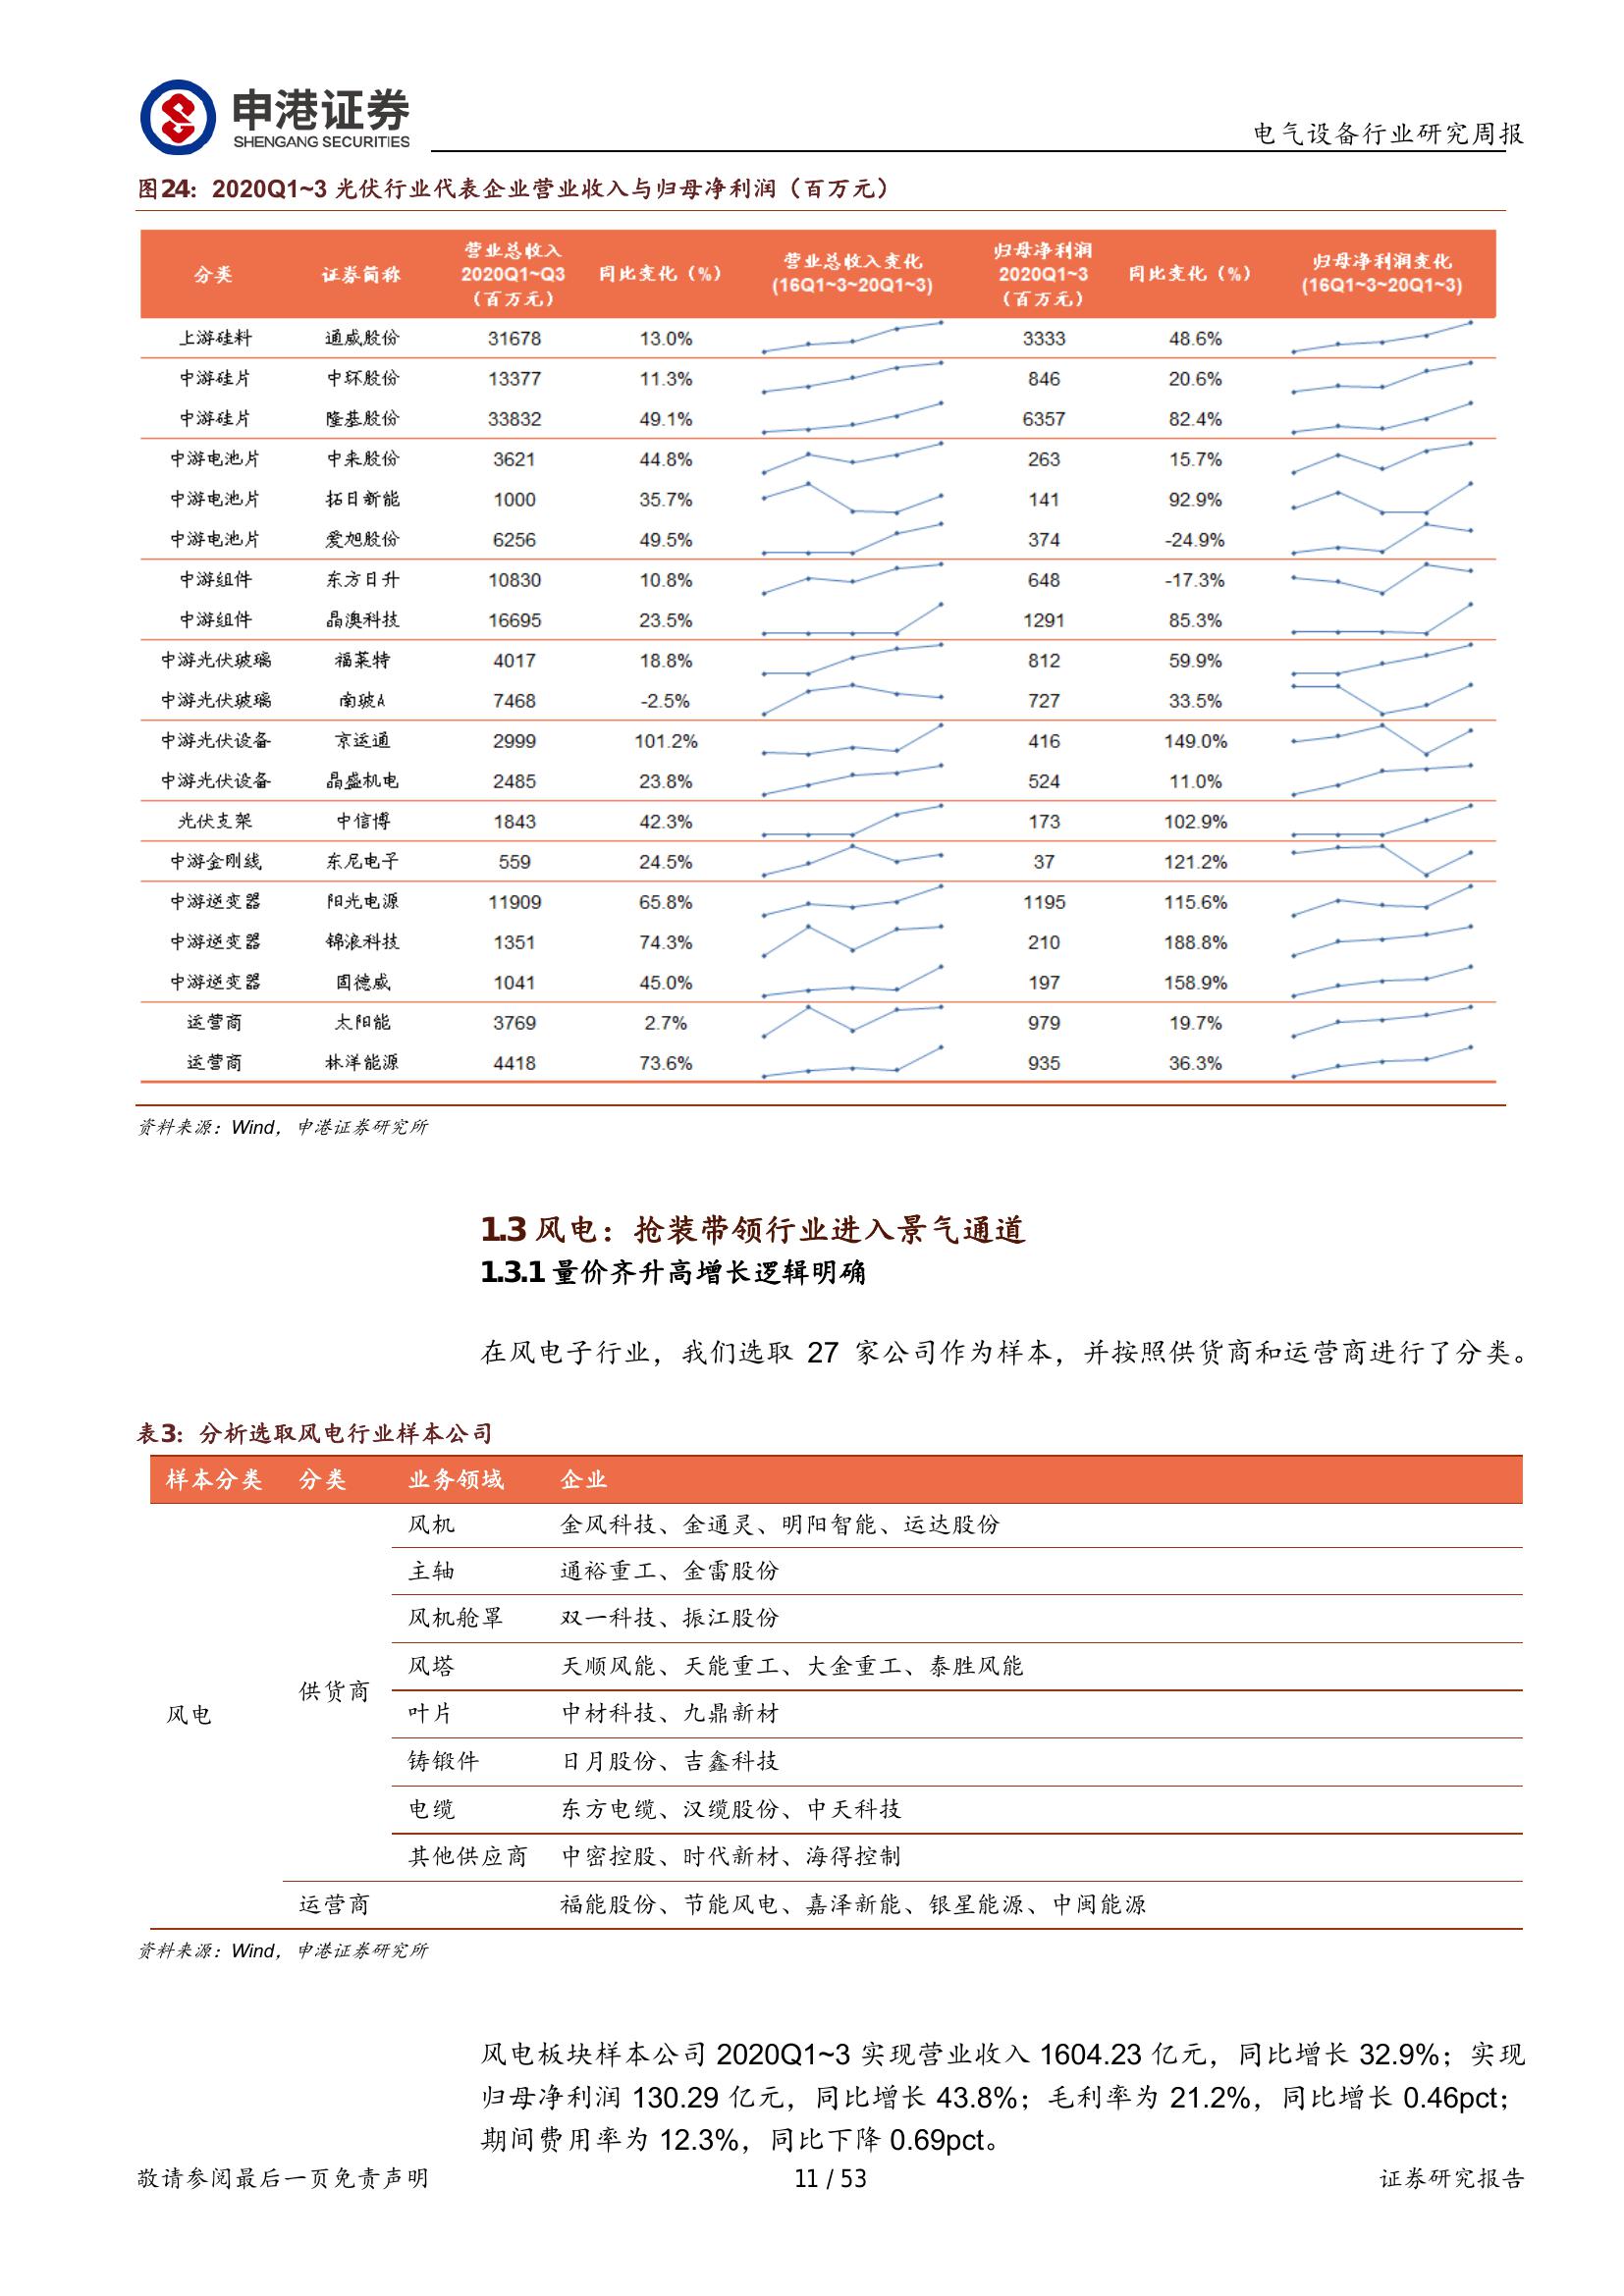 申港证券
SHENGANG SECURITIES
电气设备行业研究周报
图24：2020Q1~3 光伏行业代表企业营业收入与归母净利润（百万元）
分类 证券简称 营业总收入 2020Q1~Q3 （百万元） 同比变化（%） 营业总收入变化 (16Q1~3~20Q1~3) 归母净利润 2020Q1~3 （百万元） 同比变化（%） 归母净利润变化 (16Q1~3~20Q1~3)
上游硅料 通威股份 31678 13.0% 3333 48.6%
中游硅片 中环股份 13377 11.3% 846 20.6%
中游硅片 隆基股份 33832 49.1% 6357 82.4%
中游电池片 中来股份 3621 44.8% 263 15.7%
中游电池片 拓日新能 1000 35.7% 141 92.9%
中游电池片 爱旭股份 6256 49.5% 374 -24.9%
中游组件 东方日升 10830 10.8% 648 -17.3%
中游组件 晶澳科技 16695 23.5% 1291 85.3%
中游光伏玻璃 福莱特 4017 18.8% 812 59.9%
中游光伏玻璃 南玻A 7468 -2.5% 727 33.5%
中游光伏设备 京运通 2999 101.2% 416 149.0%
中游光伏设备 晶盛机电 2485 23.8% 524 11.0%
光伏支架 中信博 1843 42.3% 173 102.9%
中游金刚线 东尼电子 559 24.5% 37 121.2%
中游逆变器 阳光电源 11909 65.8% 1195 115.6%
中游逆变器 锦浪科技 1351 74.3% 210 188.8%
中游逆变器 固德威 1041 45.0% 197 158.9%
运营商 太阳能 3769 2.7% 979 19.7%
运营商 林洋能源 4418 73.6% 935 36.3%
资料来源：Wind，申港证券研究所
1.3 风电：抢装带领行业进入景气通道
1.3.1 量价齐升高增长逻辑明确
在风电子行业，我们选取 27 家公司作为样本，并按照供货商和运营商进行了分类。
表3：分析选取风电行业样本公司
样本分类 分类 业务领域 企业
风机 金风科技、金通灵、明阳智能、运达股份
主轴 通裕重工、金雷股份
风机舱罩 双一科技、振江股份
风塔 天顺风能、天能重工、大金重工、泰胜风能
供货商
风电
叶片 中材科技、九鼎新材
铸锻件 日月股份、吉鑫科技
电缆 东方电缆、汉缆股份、中天科技
其他供应商 中密控股、时代新材、海得控制
运营商 福能股份、节能风电、嘉泽新能、银星能源、中闽能源
资料来源：Wind，申港证券研究所
风电板块样本公司 2020Q1~3 实现营业收入 1604.23 亿元，同比增长 32.9%；实现
归母净利润 130.29 亿元，同比增长 43.8%；毛利率为 21.2%，同比增长 0.46pct；
期间费用率为 12.3%，同比下降 0.69pct。
敬请参阅最后一页免责声明 11 / 53 证券研究报告